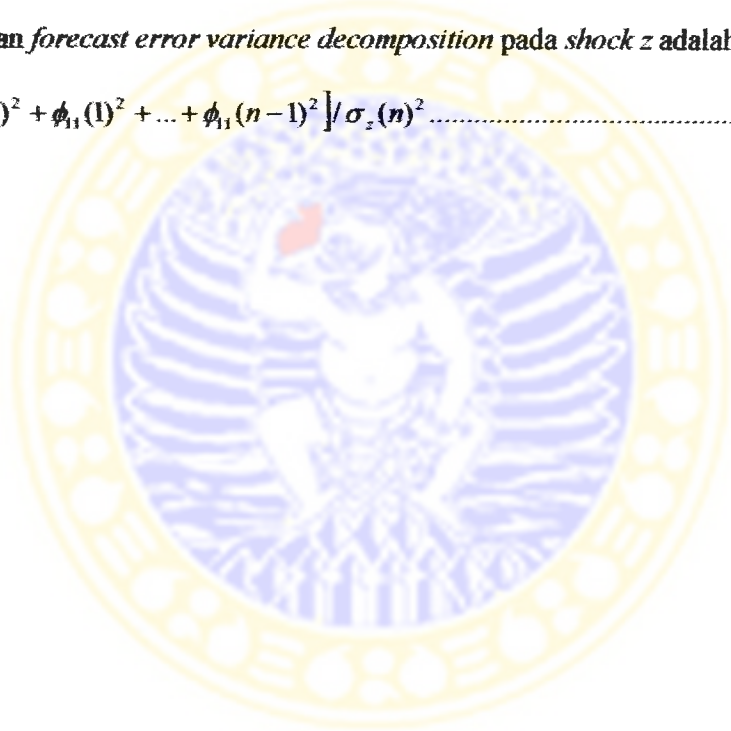 an forecast error variance decomposition pada shock z adalah
)² + ϕ₁₁(1)² + ... + ϕ₁₁(n − 1)² ]/ σ_z(n)² ........................................